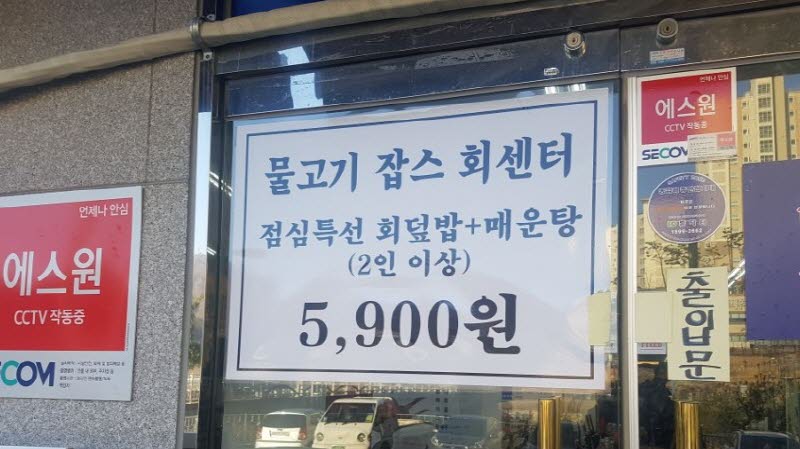 물고기 잡스 회센터
점심특선 회덮밥+매운탕
(2인 이상)
5,900원
언제나 안심
에스원
CCTV 작동중
SECOM
언제나 안심
에스원
CCTV 작동중
SECOM
출입문